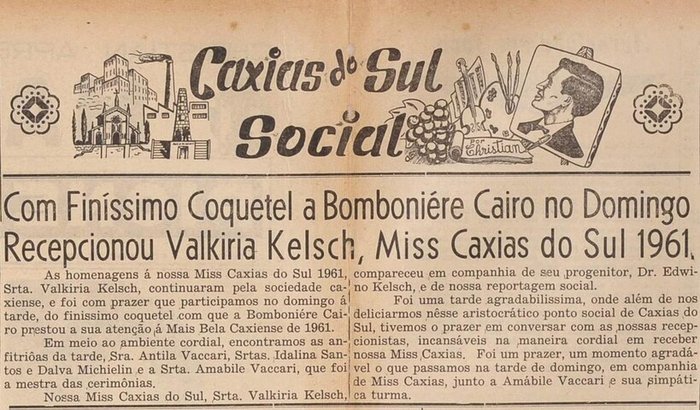 Caxias do Sul
Social
por
Christian
Com Finíssimo Coquetel a Bomboniére Cairo no Domingo
Recepcionou Valkiria Kelsch, Miss Caxias do Sul 1961.
As homenagens á nossa Miss Caxias do Sul 1961,
Srta. Valkiria Kelsch, continuaram pela sociedade ca-
xiense, e foi com prazer que participamos no domingo á
tarde, do finissimo coquetel com que a Bomboniére Cai-
ro prestou a sua atenção á Mais Bela Caxiense de 1961.
Em meio ao ambiente cordial, encontramos as an-
fitriôas da tarde, Sra. Antila Vaccari, Srtas. Idalina San-
tos e Dalva Michielin e a Srta. Amabile Vaccari, que foi
a mestra das cerimônias.
Nossa Miss Caxias do Sul, Srta. Valkiria Kelsch,
compareceu em companhia de seu progenitor, Dr. Edwi-
no Kelsch, e de nossa reportagem social.
Foi uma tarde agradabilissima, onde além de nos
deliciarmos nêsse aristocrático ponto social de Caxias do
Sul, tivemos o prazer em conversar com as nossas recep-
cionistas, incansáveis na maneira cordial em receber
nossa Miss Caxias. Foi um prazer, um momento agradá-
vel o que passamos na tarde de domingo, em companhia
de Miss Caxias, junto a Amábile Vaccari e sua simpáti-
ca turma.